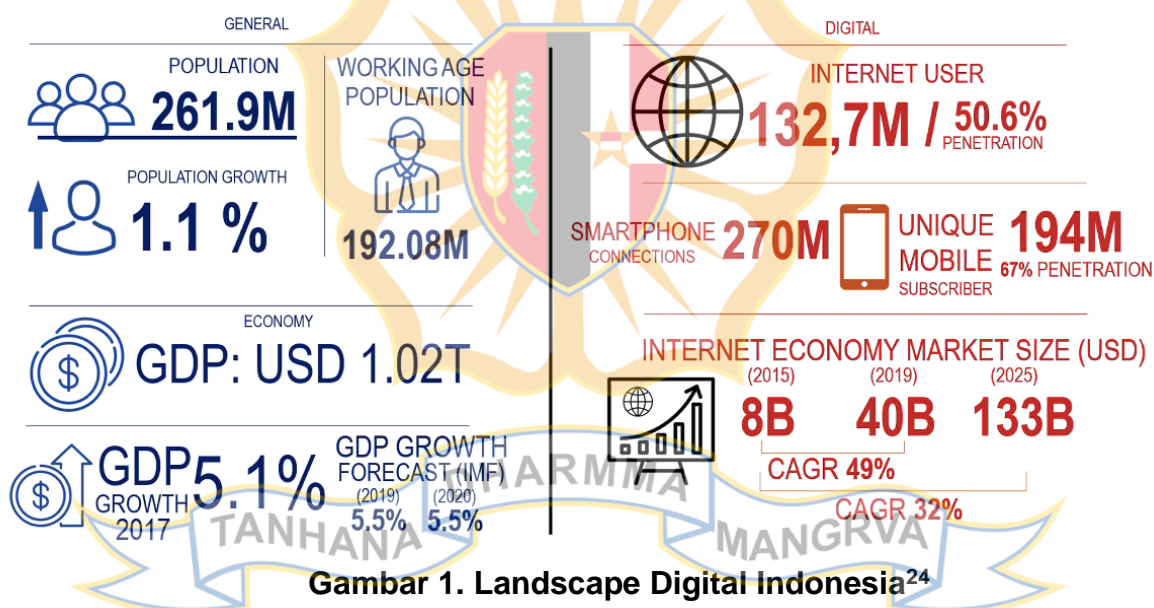 GENERAL
POPULATION
261.9M
POPULATION GROWTH
1.1 %
WORKING AGE
POPULATION
192.08M
ECONOMY
GDP: USD 1.02T
GDP
GROWTH
2017
5.1%
GDP GROWTH
FORECAST (IMF)
(2019) (2020)
5.5% 5.5%
DIGITAL
INTERNET USER
132,7M / 50.6%
PENETRATION
SMARTPHONE
CONNECTIONS
270M
UNIQUE
MOBILE
SUBSCRIBER
194M
67% PENETRATION
INTERNET ECONOMY MARKET SIZE (USD)
(2015) (2019) (2025)
8B 40B 133B
CAGR 49%
CAGR 32%
TANHANA DHARMMA MANGRVA
Gambar 1. Landscape Digital Indonesia24